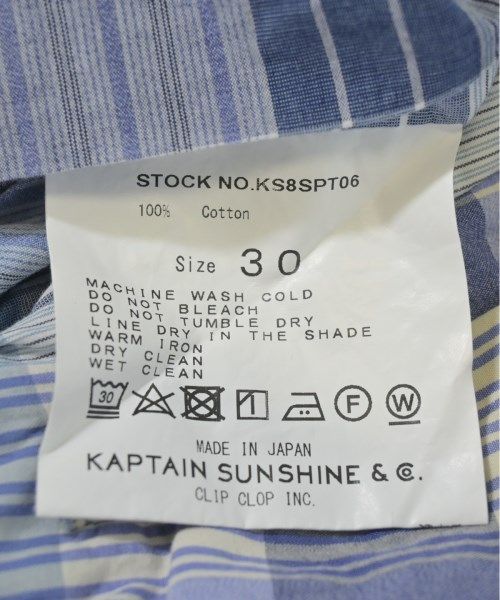 STOCK NO.KS8SPT06
100% Cotton
Size 30
MACHINE WASH COLD
DO NOT BLEACH
DO NOT TUMBLE DRY
LINE DRY IN THE SHADE
WARM IRON
DRY CLEAN
WET CLEAN
30 F W
MADE IN JAPAN
KAPTAIN SUNSHINE & Co.
CLIP CLOP INC.